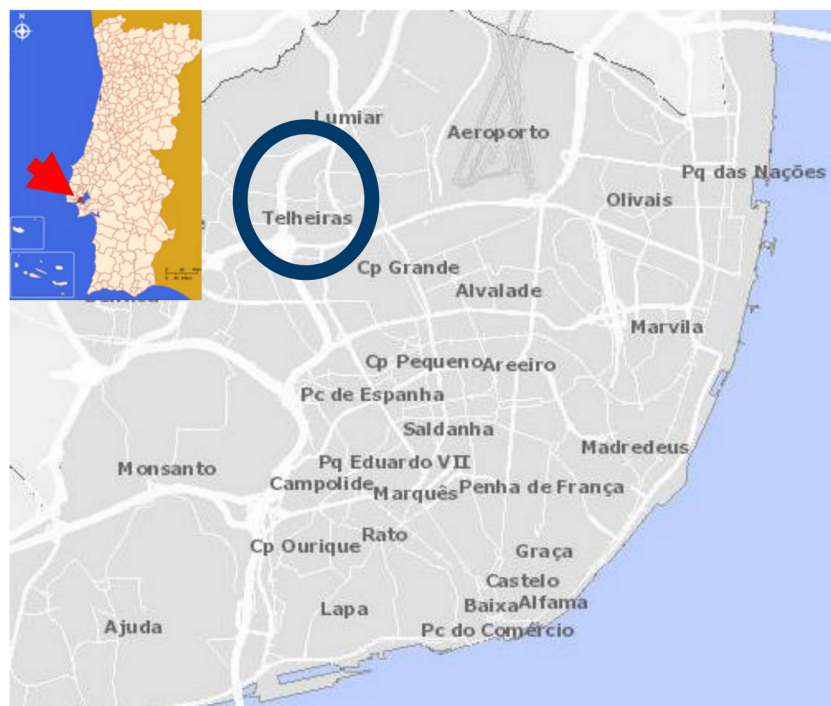 N
Lumiar
Aeroporto
Pq das Nações
Olivais
Telheiras
Cp Grande
Alvalade
Marvila
Cp Pequeno
Areeiro
Pc de Espanha
Saldanha
Madredeus
Monsanto
Pq Eduardo VII
Campolide
Marquês
Penha de França
Rato
Cp Ourique
Graça
Castelo
Lapa
Baixa
Alfama
Ajuda
Pc do Comércio